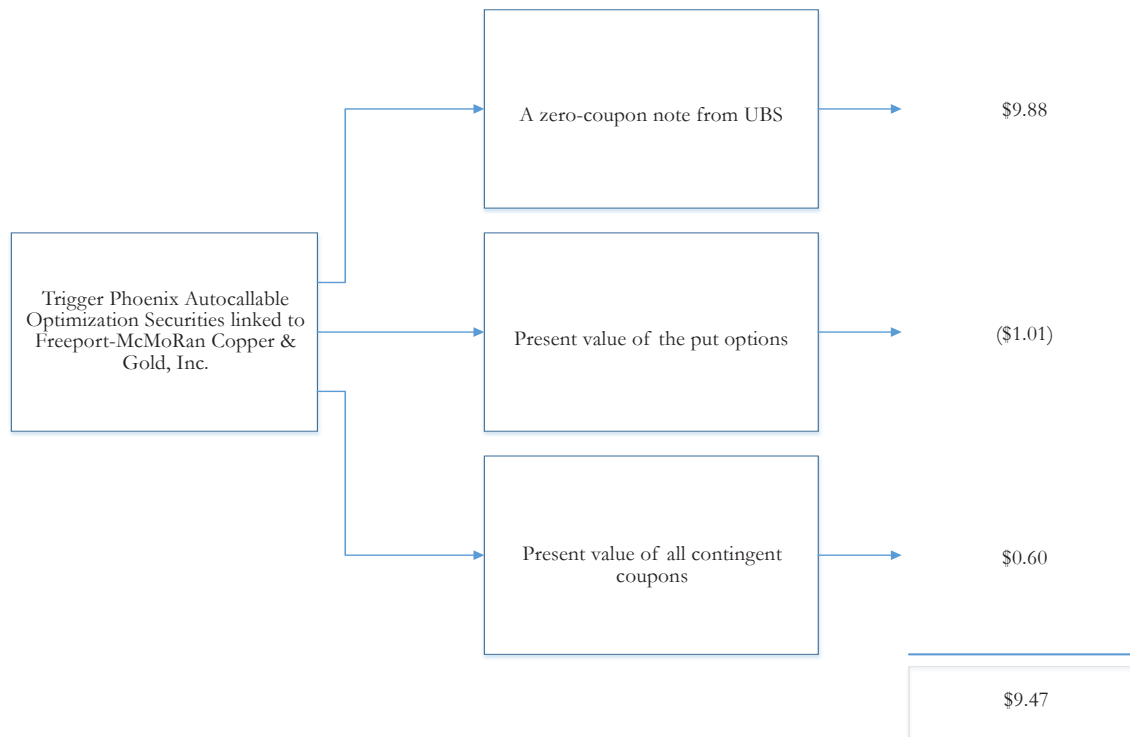 A zero-coupon note from UBS
$9.88
Trigger Phoenix Autocallable
Optimization Securities linked to
Freeport-McMoRan Copper &
Gold, Inc.
Present value of the put options
($1.01)
Present value of all contingent
coupons
$0.60
$9.47